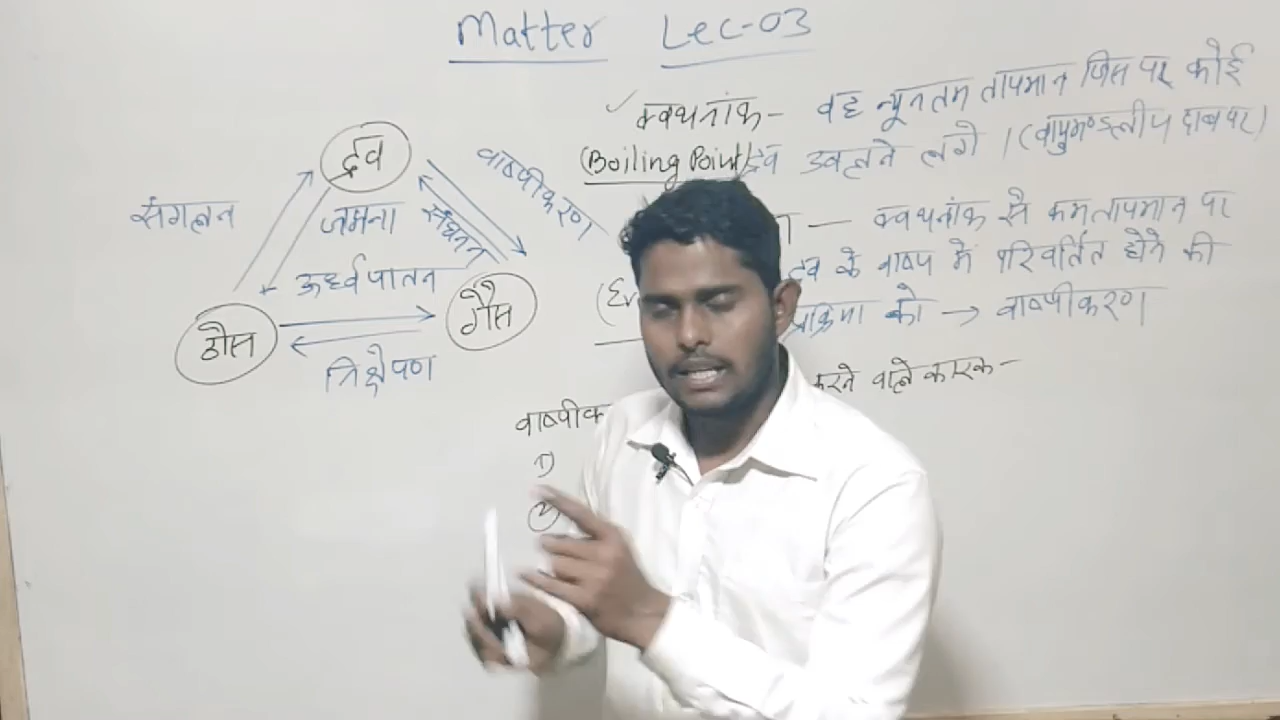 Matter Lec-03
द्रव
संगलन
जमना
संघनन
वाष्पीकरण
ऊर्ध्वपातन
ठोस
गैस
निक्षेपण
✓ क्वथनांक - वह न्यूनतम तापमान जिस पर कोई
(Boiling Point) द्रव उबलने लगे । (वायुमण्डलीय दाब पर)
— क्वथनांक से कम तापमान पर
द्रव के वाष्प में परिवर्तित होने की
प्रक्रिया को → वाष्पीकरण
करने वाले कारक -
1)
2)